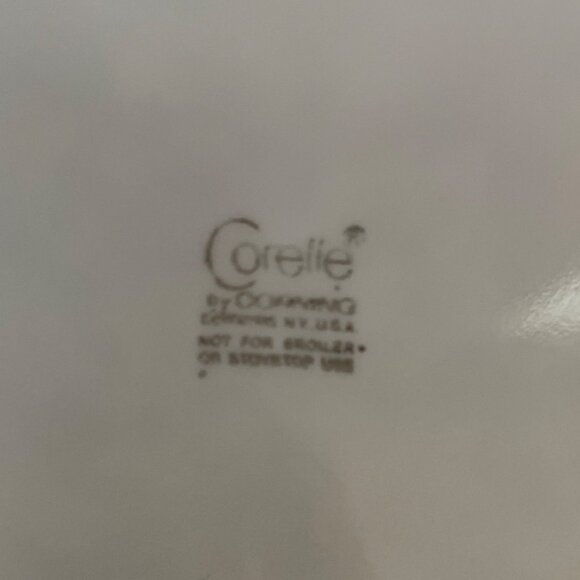 Corelle®
BY CORNING
CORNING N.Y. U.S.A.
NOT FOR BROILER
OR STOVETOP USE